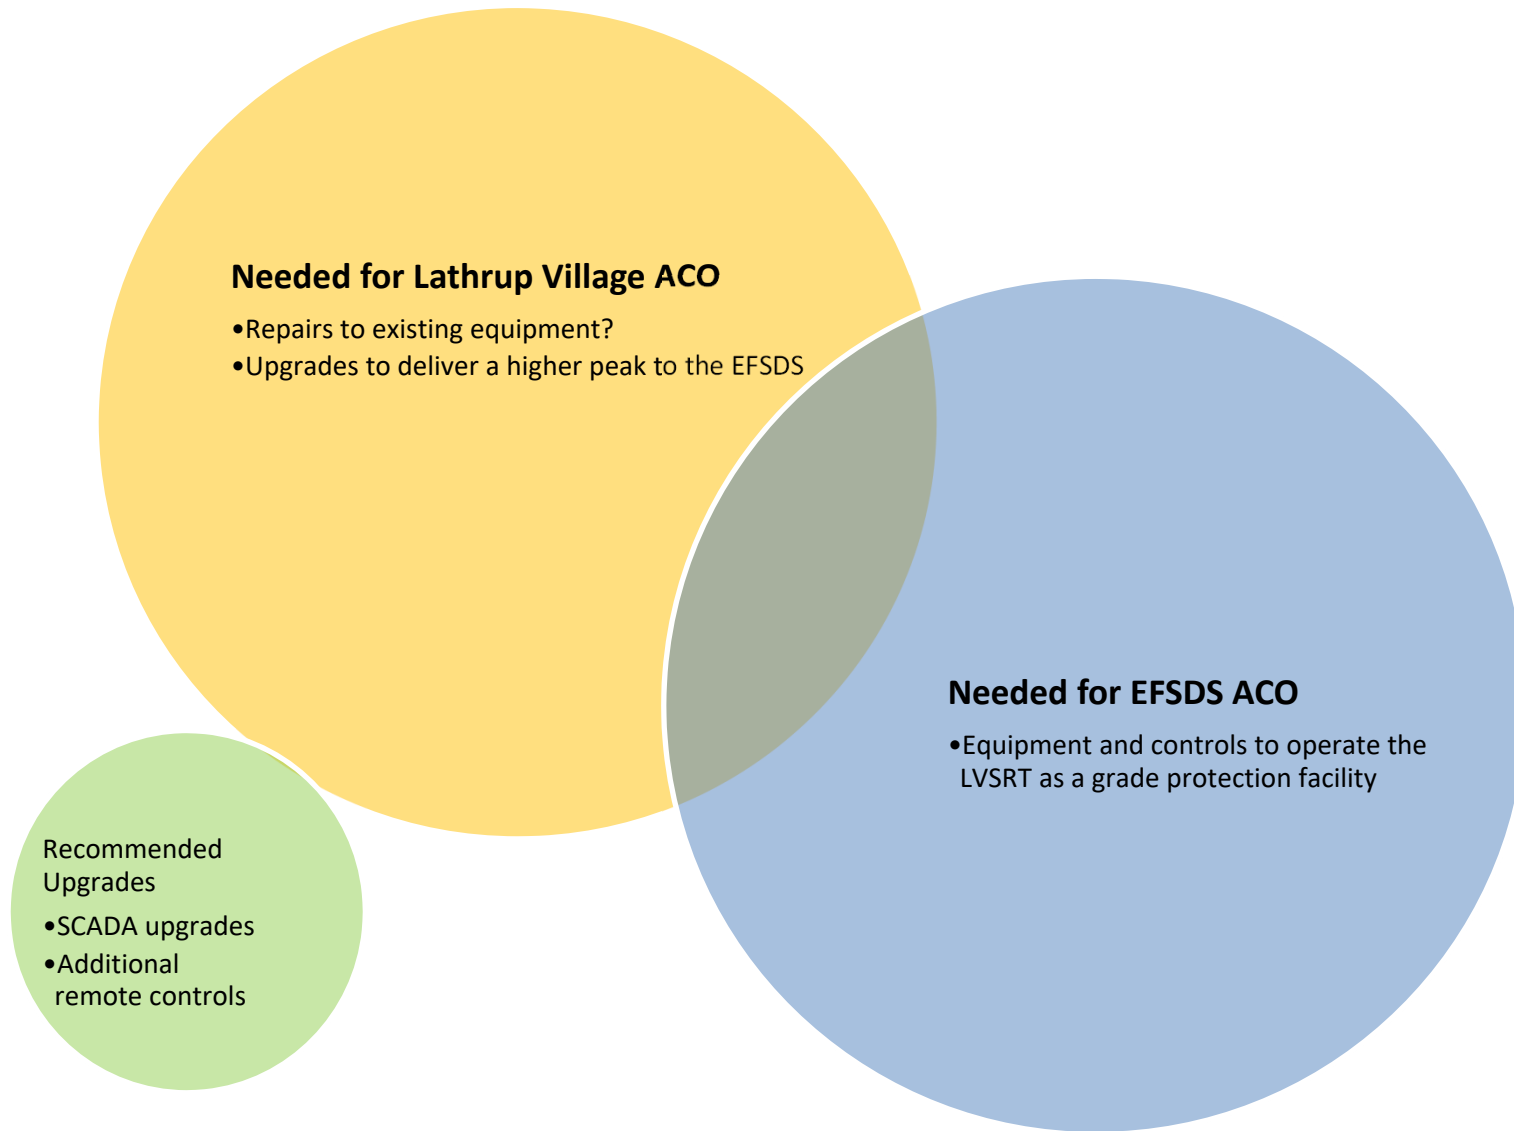 Needed for Lathrup Village ACO
•Repairs to existing equipment?
•Upgrades to deliver a higher peak to the EFSDS
Needed for EFSDS ACO
•Equipment and controls to operate the
LVSRT as a grade protection facility
Recommended
Upgrades
•SCADA upgrades
•Additional
remote controls